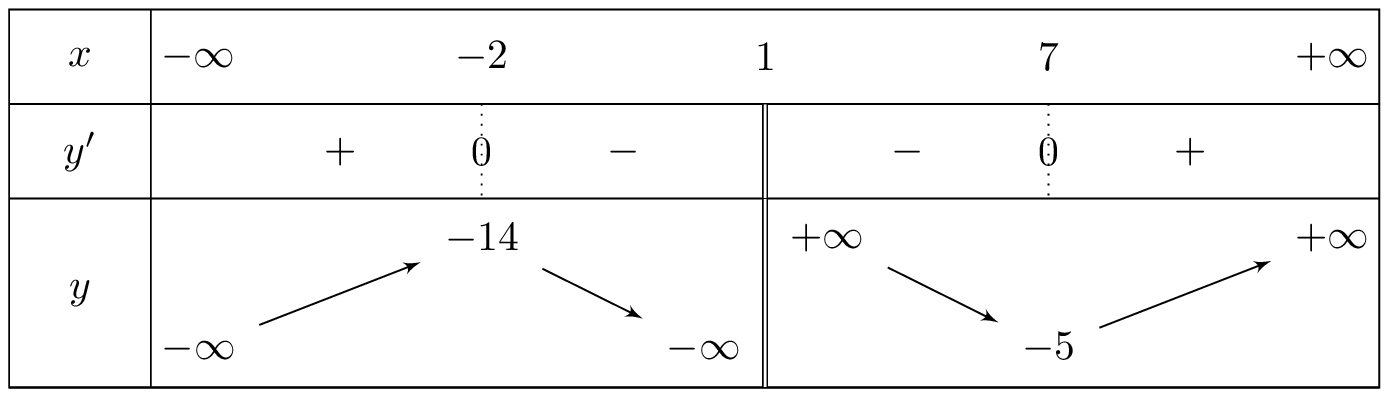 x −∞ −2 1 7 +∞
y′ + 0 − − 0 +
−14 +∞ +∞
y
−∞ −∞ −5